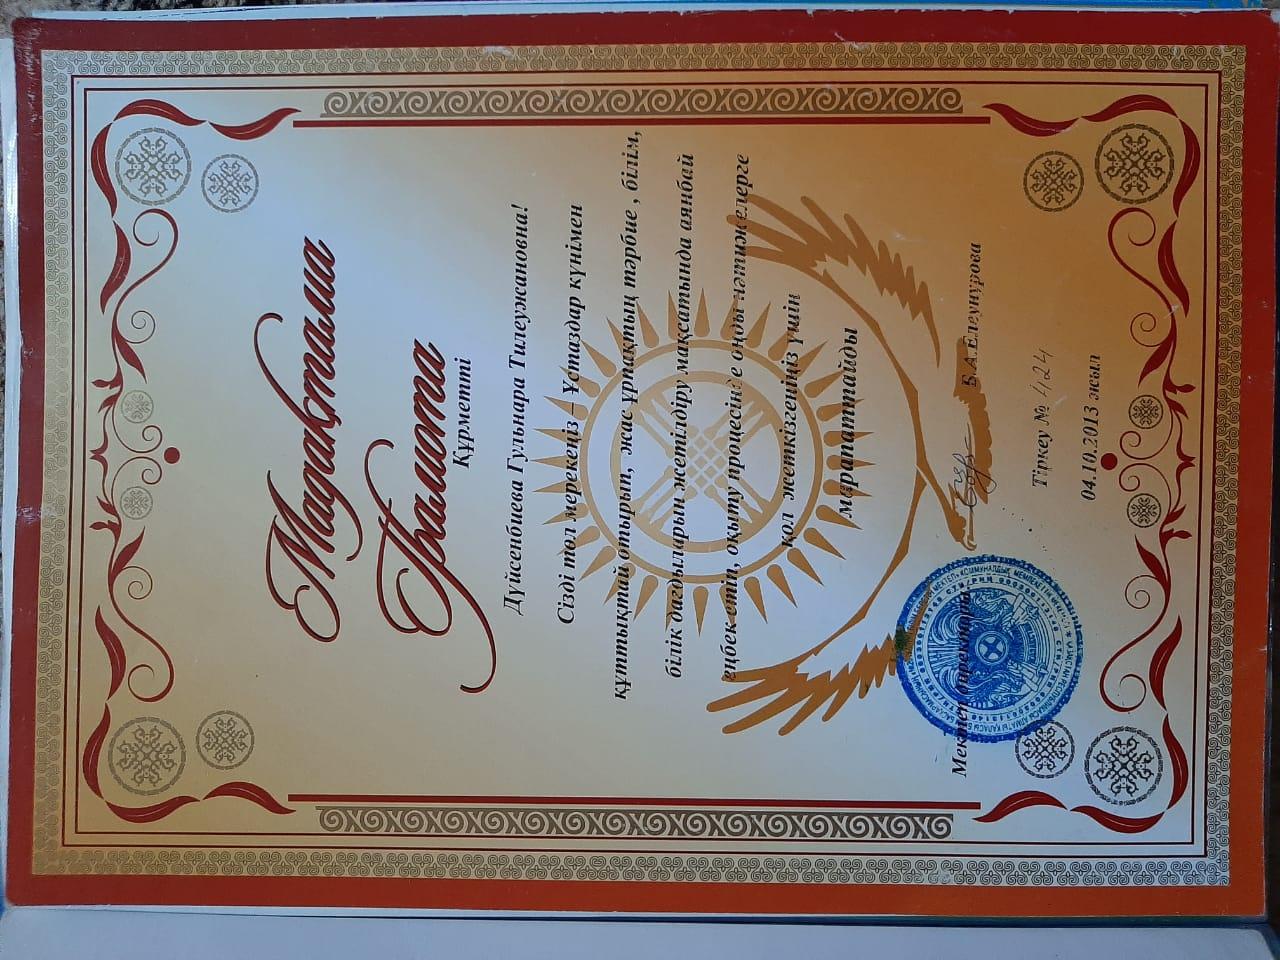 Мадақтама
Грамота
Құрметті
Дүйсенбиева Гульнара Тилеужановна!
Сізді төл мерекеңіз – Ұстаздар күнімен
құттықтай отырып, жас ұрпақтың тәрбие , білім,
білік дағдыларын жетілдіру мақсатында аянбай
еңбек етіп, оқыту процесінде оңды нәтижелерге
қол жеткізгеніңіз үшін
марапаттайды
Мектеп директоры Б.А.Елеунурова
Тіркеу № 424
04.10.2013 жыл